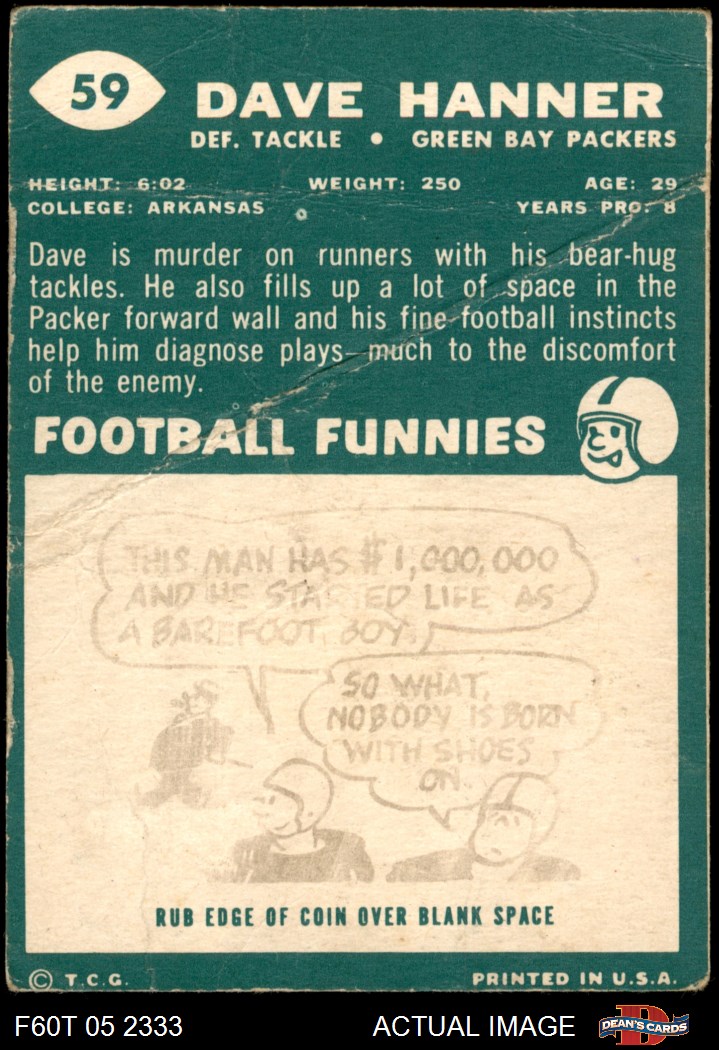 59
DAVE HANNER
DEF. TACKLE • GREEN BAY PACKERS
HEIGHT: 6:02 WEIGHT: 250 AGE: 29
COLLEGE: ARKANSAS YEARS PRO: 8
Dave is murder on runners with his bear-hug
tackles. He also fills up a lot of space in the
Packer forward wall and his fine football instincts
help him diagnose plays—much to the discomfort
of the enemy.
FOOTBALL FUNNIES
THIS MAN HAS $1,000,000
AND HE STARTED LIFE AS
A BAREFOOT BOY.
SO WHAT,
NOBODY IS BORN
WITH SHOES
ON.
RUB EDGE OF COIN OVER BLANK SPACE
© T.C.G. PRINTED IN U.S.A.
F60T 05 2333 ACTUAL IMAGE D DEAN'S CARDS